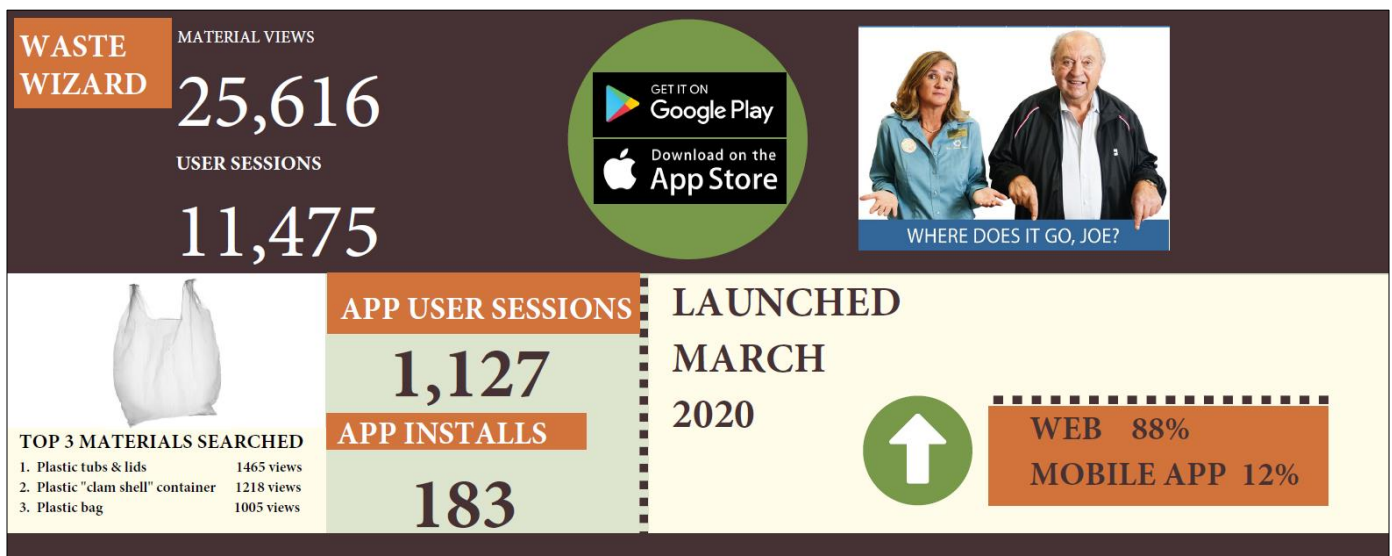 WASTE
WIZARD
MATERIAL VIEWS
25,616
USER SESSIONS
11,475
GET IT ON
Google Play
Download on the
App Store
WHERE DOES IT GO, JOE?
TOP 3 MATERIALS SEARCHED
1. Plastic tubs & lids 1465 views
2. Plastic "clam shell" container 1218 views
3. Plastic bag 1005 views
APP USER SESSIONS
1,127
APP INSTALLS
183
LAUNCHED
MARCH
2020
WEB 88%
MOBILE APP 12%